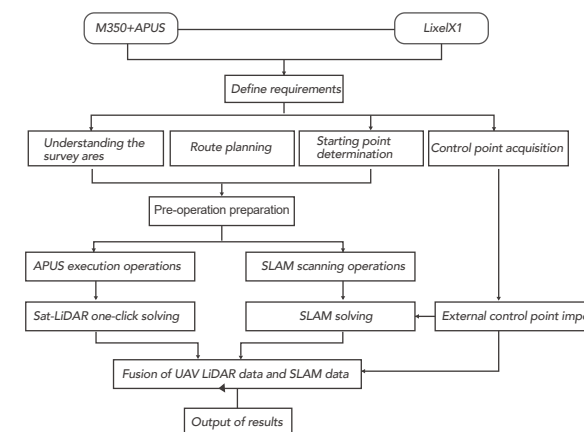 M350+APUS
LixelX1
Define requirements
Understanding the
survey ares
Route planning
Starting point
determination
Control point acquisition
Pre-operation preparation
APUS execution operations
SLAM scanning operations
Sat-LiDAR one-click solving
SLAM solving
External control point impo
Fusion of UAV LiDAR data and SLAM data
Output of results